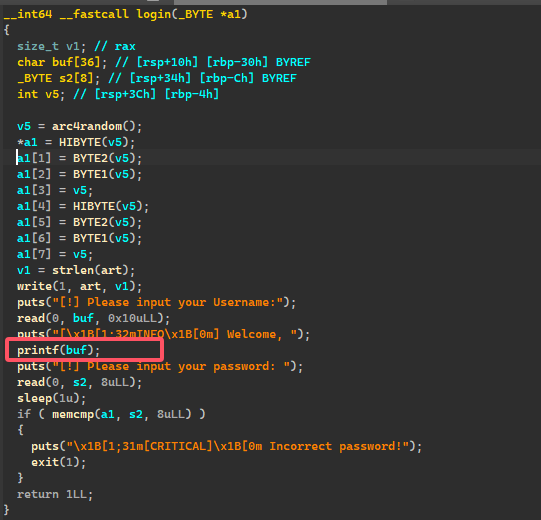 __int64 __fastcall login(_BYTE *a1)
{
  size_t v1; // rax
  char buf[36]; // [rsp+10h] [rbp-30h] BYREF
  _BYTE s2[8]; // [rsp+34h] [rbp-Ch] BYREF
  int v5; // [rsp+3Ch] [rbp-4h]

  v5 = arc4random();
  *a1 = HIBYTE(v5);
  a1[1] = BYTE2(v5);
  a1[2] = BYTE1(v5);
  a1[3] = v5;
  a1[4] = HIBYTE(v5);
  a1[5] = BYTE2(v5);
  a1[6] = BYTE1(v5);
  a1[7] = v5;
  v1 = strlen(art);
  write(1, art, v1);
  puts("[!] Please input your Username:");
  read(0, buf, 0x10uLL);
  puts("[\x1B[1;32mINFO\x1B[0m] Welcome, ");
  printf(buf);
  puts("[!] Please input your password: ");
  read(0, s2, 8uLL);
  sleep(1u);
  if ( memcmp(a1, s2, 8uLL) )
  {
    puts("\x1B[1;31m[CRITICAL]\x1B[0m Incorrect password!");
    exit(1);
  }
  return 1LL;
}